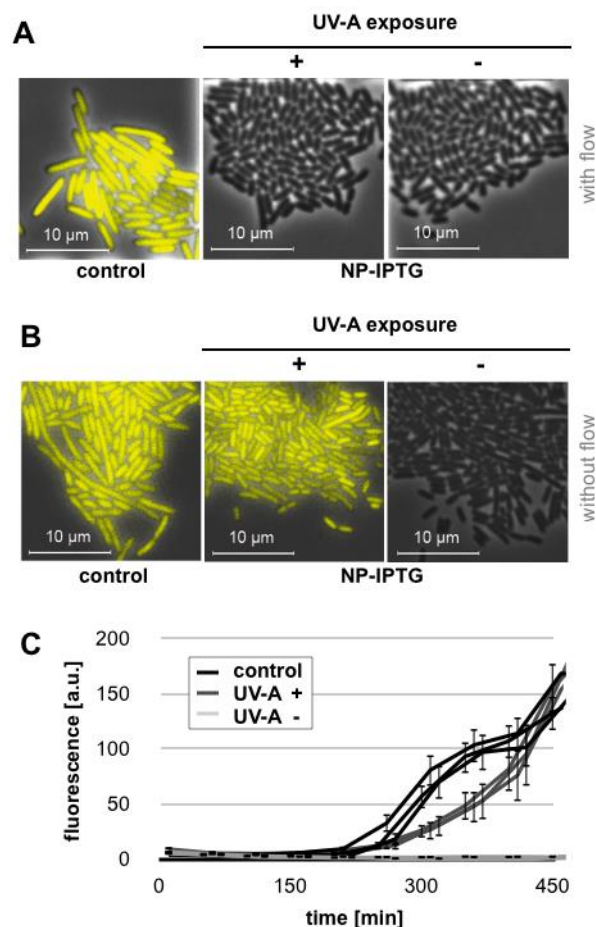 A
UV-A exposure
+ -
10 μm 10 μm 10 μm
control NP-IPTG
with flow
B
UV-A exposure
+ -
10 μm 10 μm 10 μm
control NP-IPTG
without flow
C
fluorescence [a.u.]
200
150
100
50
0
control
UV-A +
UV-A -
0 150 300 450
time [min]